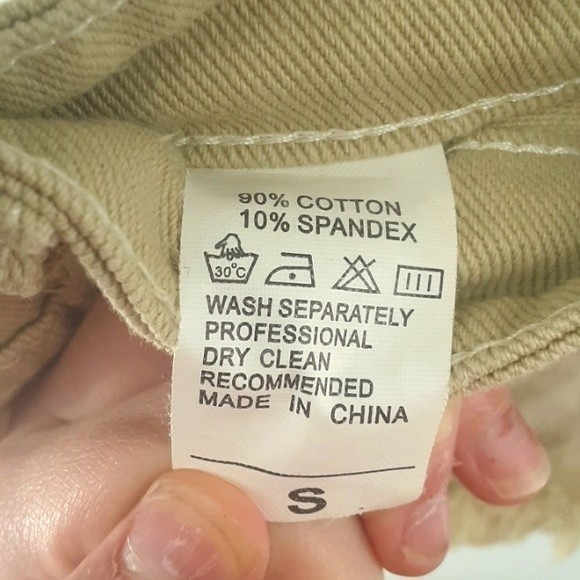 90% COTTON
10% SPANDEX
30°C
WASH SEPARATELY
PROFESSIONAL
DRY CLEAN
RECOMMENDED
MADE IN CHINA
S